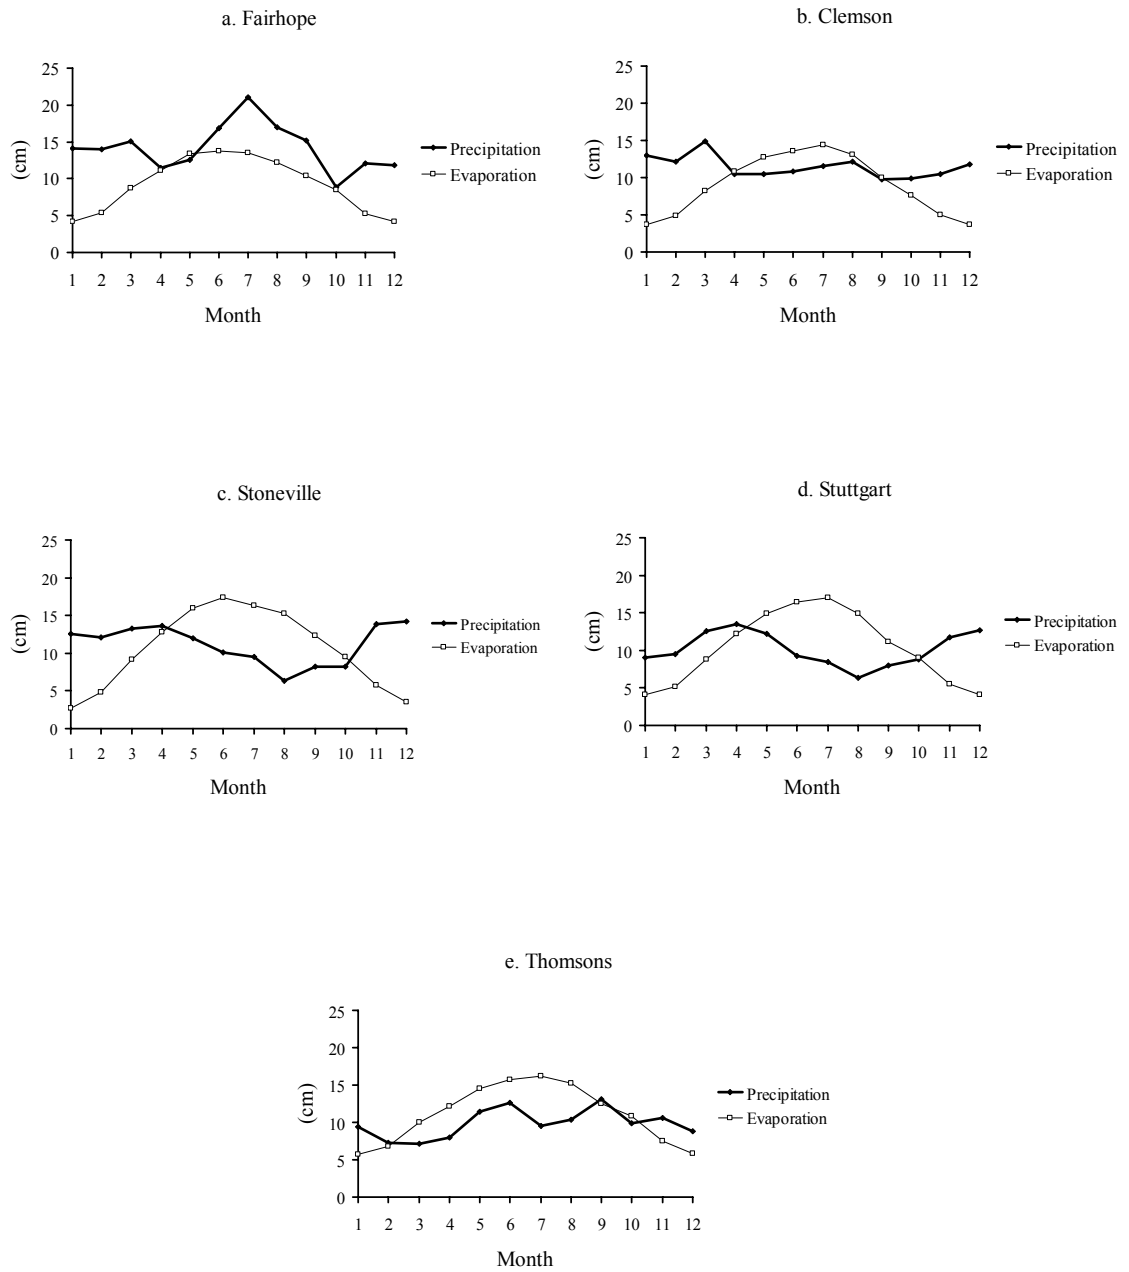 a. Fairhope
25
20
15
10
5
0
(cm)
1 2 3 4 5 6 7 8 9 10 11 12
Month
Precipitation
Evaporation
b. Clemson
25
20
15
10
5
0
(cm)
1 2 3 4 5 6 7 8 9 10 11 12
Month
Precipitation
Evaporation
c. Stoneville
25
20
15
10
5
0
(cm)
1 2 3 4 5 6 7 8 9 10 11 12
Month
Precipitation
Evaporation
d. Stuttgart
25
20
15
10
5
0
(cm)
1 2 3 4 5 6 7 8 9 10 11 12
Month
Precipitation
Evaporation
e. Thomsons
25
20
15
10
5
0
(cm)
1 2 3 4 5 6 7 8 9 10 11 12
Month
Precipitation
Evaporation